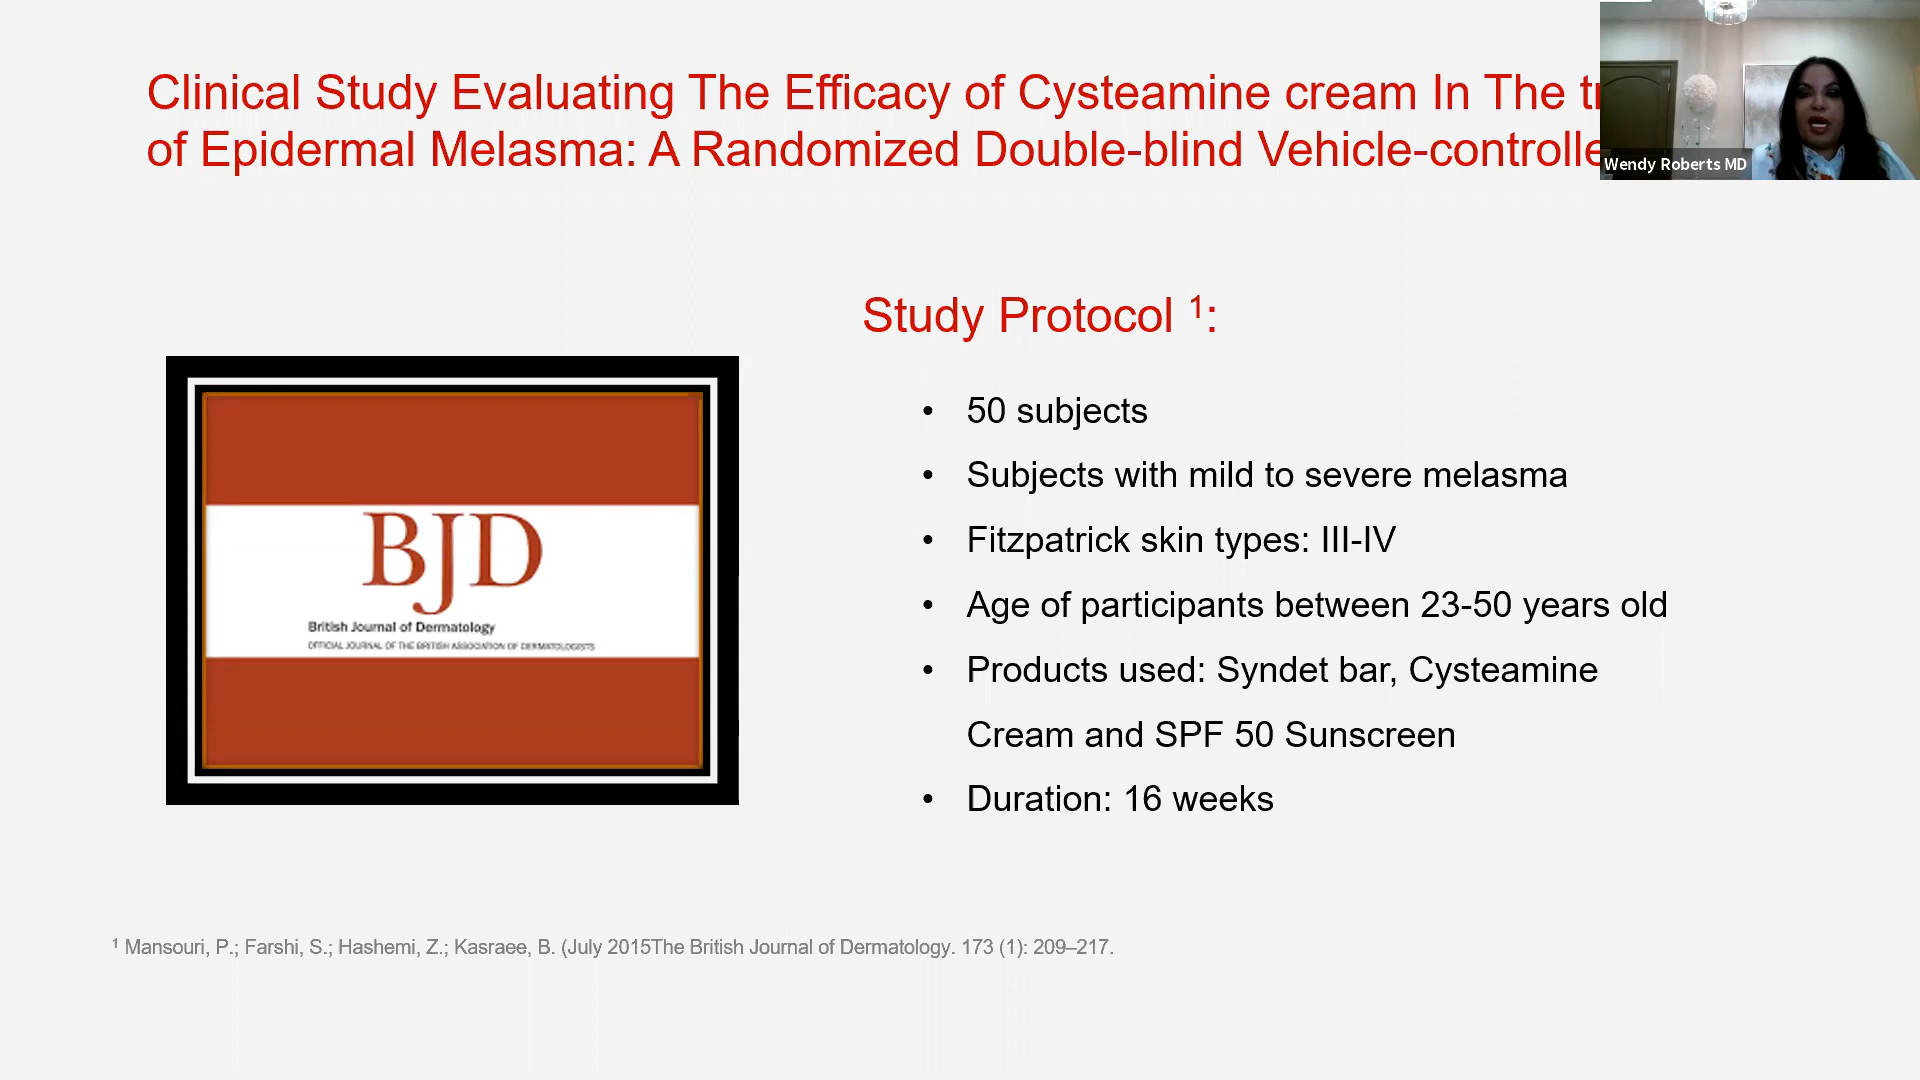 Clinical Study Evaluating The Efficacy of Cysteamine cream In The
of Epidermal Melasma: A Randomized Double-blind
Wendy Roberts MD
Study Protocol ¹:
• 50 subjects
• Subjects with mild to severe melasma
• Fitzpatrick skin types: III-IV
• Age of participants between 23-50 years old
• Products used: Syndet bar, Cysteamine
Cream and SPF 50 Sunscreen
• Duration: 16 weeks
BJD
British Journal of Dermatology
OFFICIAL JOURNAL OF THE BRITISH ASSOCIATION OF DERMATOLOGISTS
¹ Mansouri, P.; Farshi, S.; Hashemi, Z.; Kasraee, B. (July 2015The British Journal of Dermatology. 173 (1): 209–217.